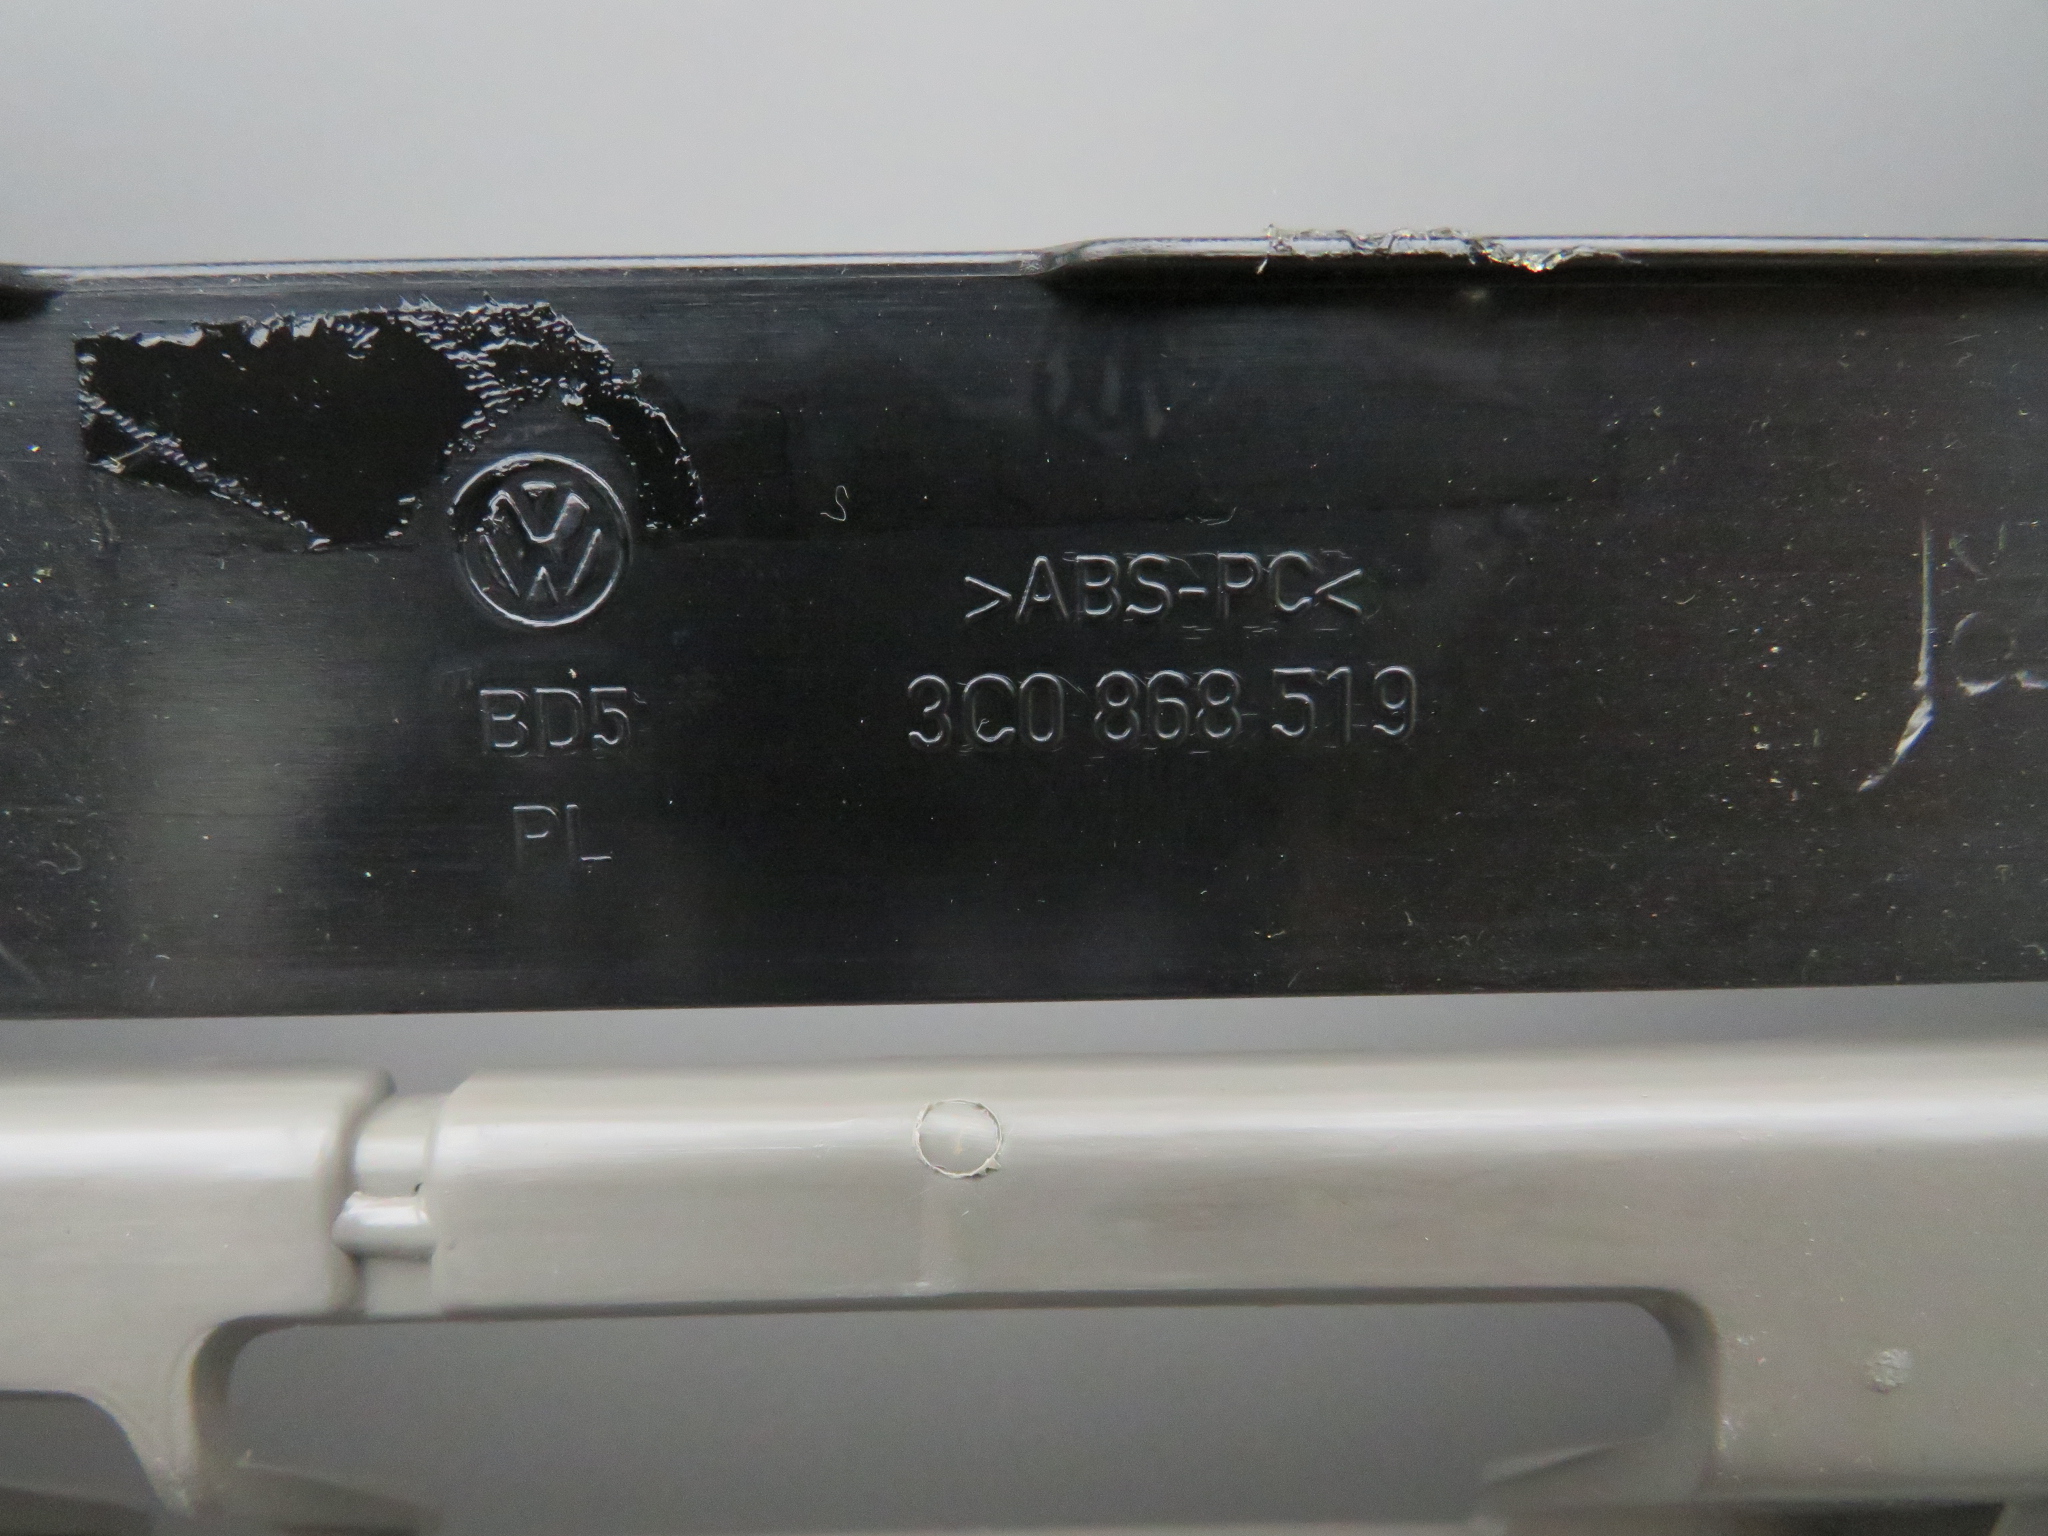 >ABS-PC<
BD5
3C0 868 519
PL